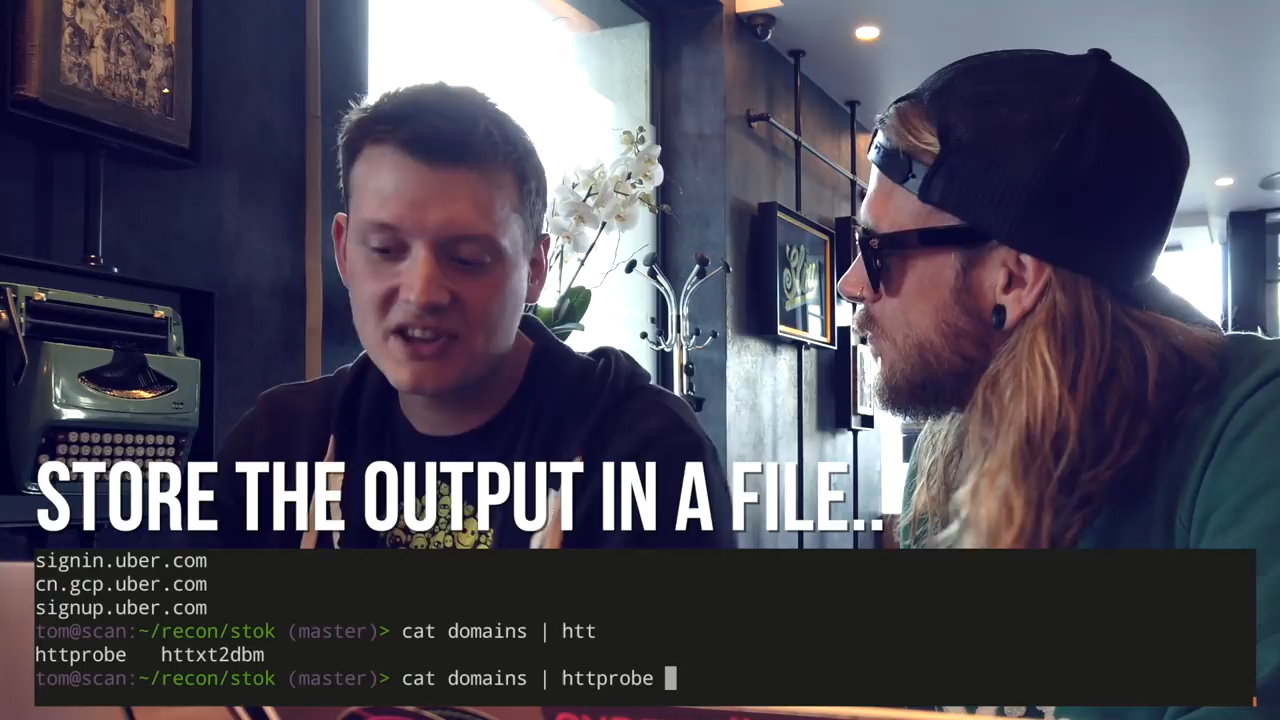 STORE THE OUTPUT IN A FILE..
signin.uber.com
cn.gcp.uber.com
signup.uber.com
tom@scan:~/recon/stok (master)> cat domains | htt
httprobe   httxt2dbm
tom@scan:~/recon/stok (master)> cat domains | httprobe